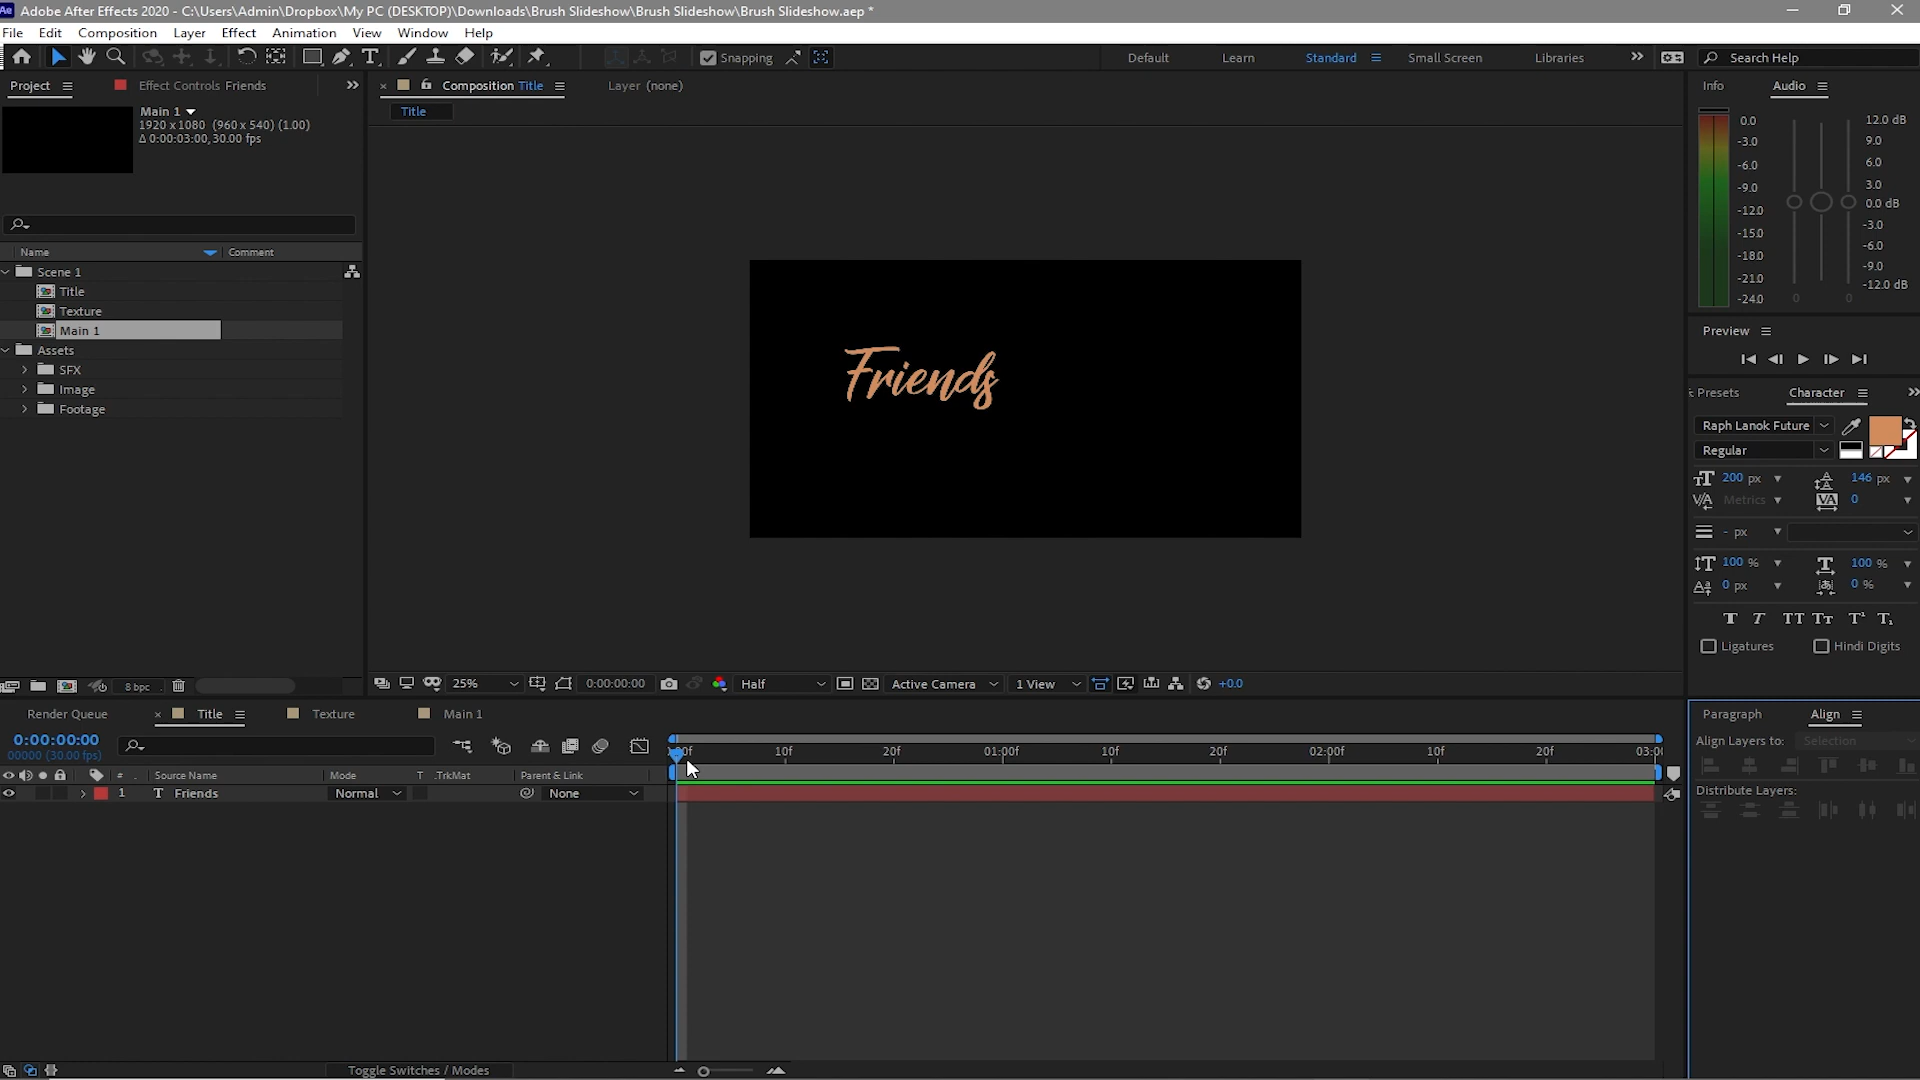 Ae Adobe After Effects 2020 - C:\Users\Admin\Dropbox\My PC (DESKTOP)\Downloads\Brush Slideshow\Brush Slideshow\Brush Slideshow.aep *
File Edit Composition Layer Effect Animation View Window Help
Snapping Default Learn Standard Small Screen Libraries Search Help
Project Effect Controls Friends Composition Title Layer (none) Info Audio
Main 1
1920 x 1080 (960 x 540) (1.00)
Δ 0:00:03:00, 30.00 fps
Title
Name Comment
Scene 1
Title
Texture
Main 1
Assets
SFX
Image
Footage
Friends
0.0 12.0 dB
-3.0 9.0
-6.0 6.0
-9.0 3.0
-12.0 0.0 dB
-15.0 -3.0
-18.0 -6.0
-21.0 -9.0
-24.0 0 0 -12.0 dB
Preview
Presets Character
Raph Lanok Future
Regular
200 px 146 px
Metrics 0
- px
100 % 100 %
0 px 0 %
Ligatures Hindi Digits
8 bpc 25% 0:00:00:00 Half Active Camera 1 View +0.0
Render Queue Title Texture Main 1
0:00:00:00
00000 (30.00 fps)
10f 20f 01:00f 10f 20f 02:00f 10f 20f
# Source Name Mode T .TrkMat Parent & Link
1 T Friends Normal None
Paragraph Align
Align Layers to: Selection
Distribute Layers:
Toggle Switches / Modes